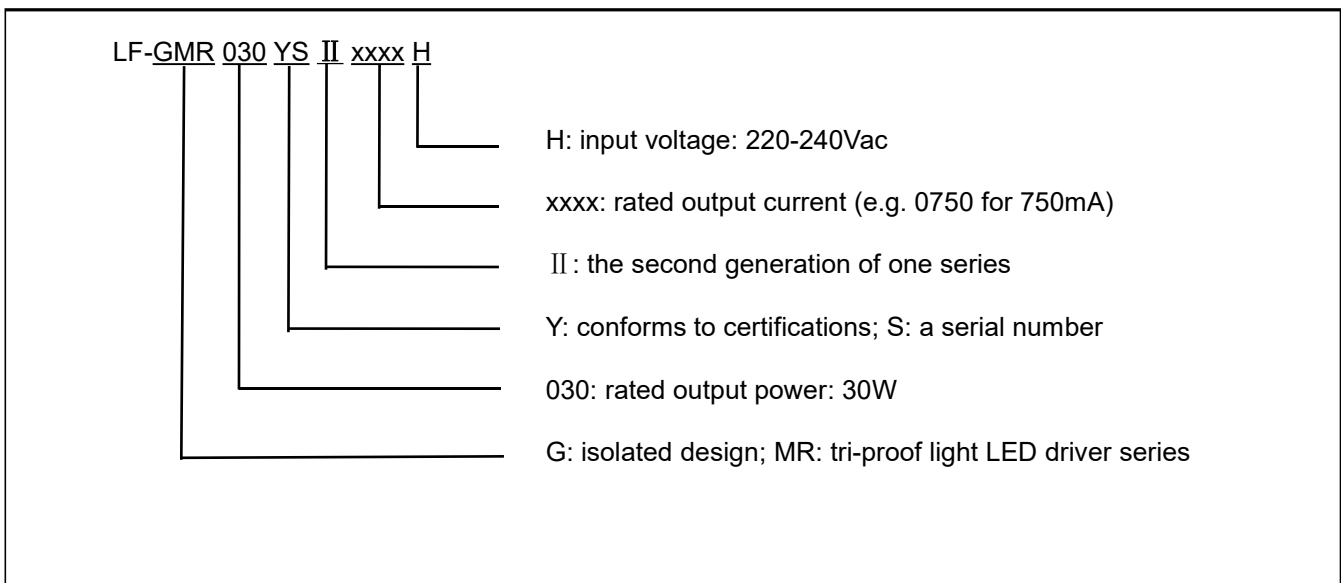 LF-GMR 030 YS Ⅱ xxxx H
H: input voltage: 220-240Vac
xxxx: rated output current (e.g. 0750 for 750mA)
Ⅱ: the second generation of one series
Y: conforms to certifications; S: a serial number
030: rated output power: 30W
G: isolated design; MR: tri-proof light LED driver series